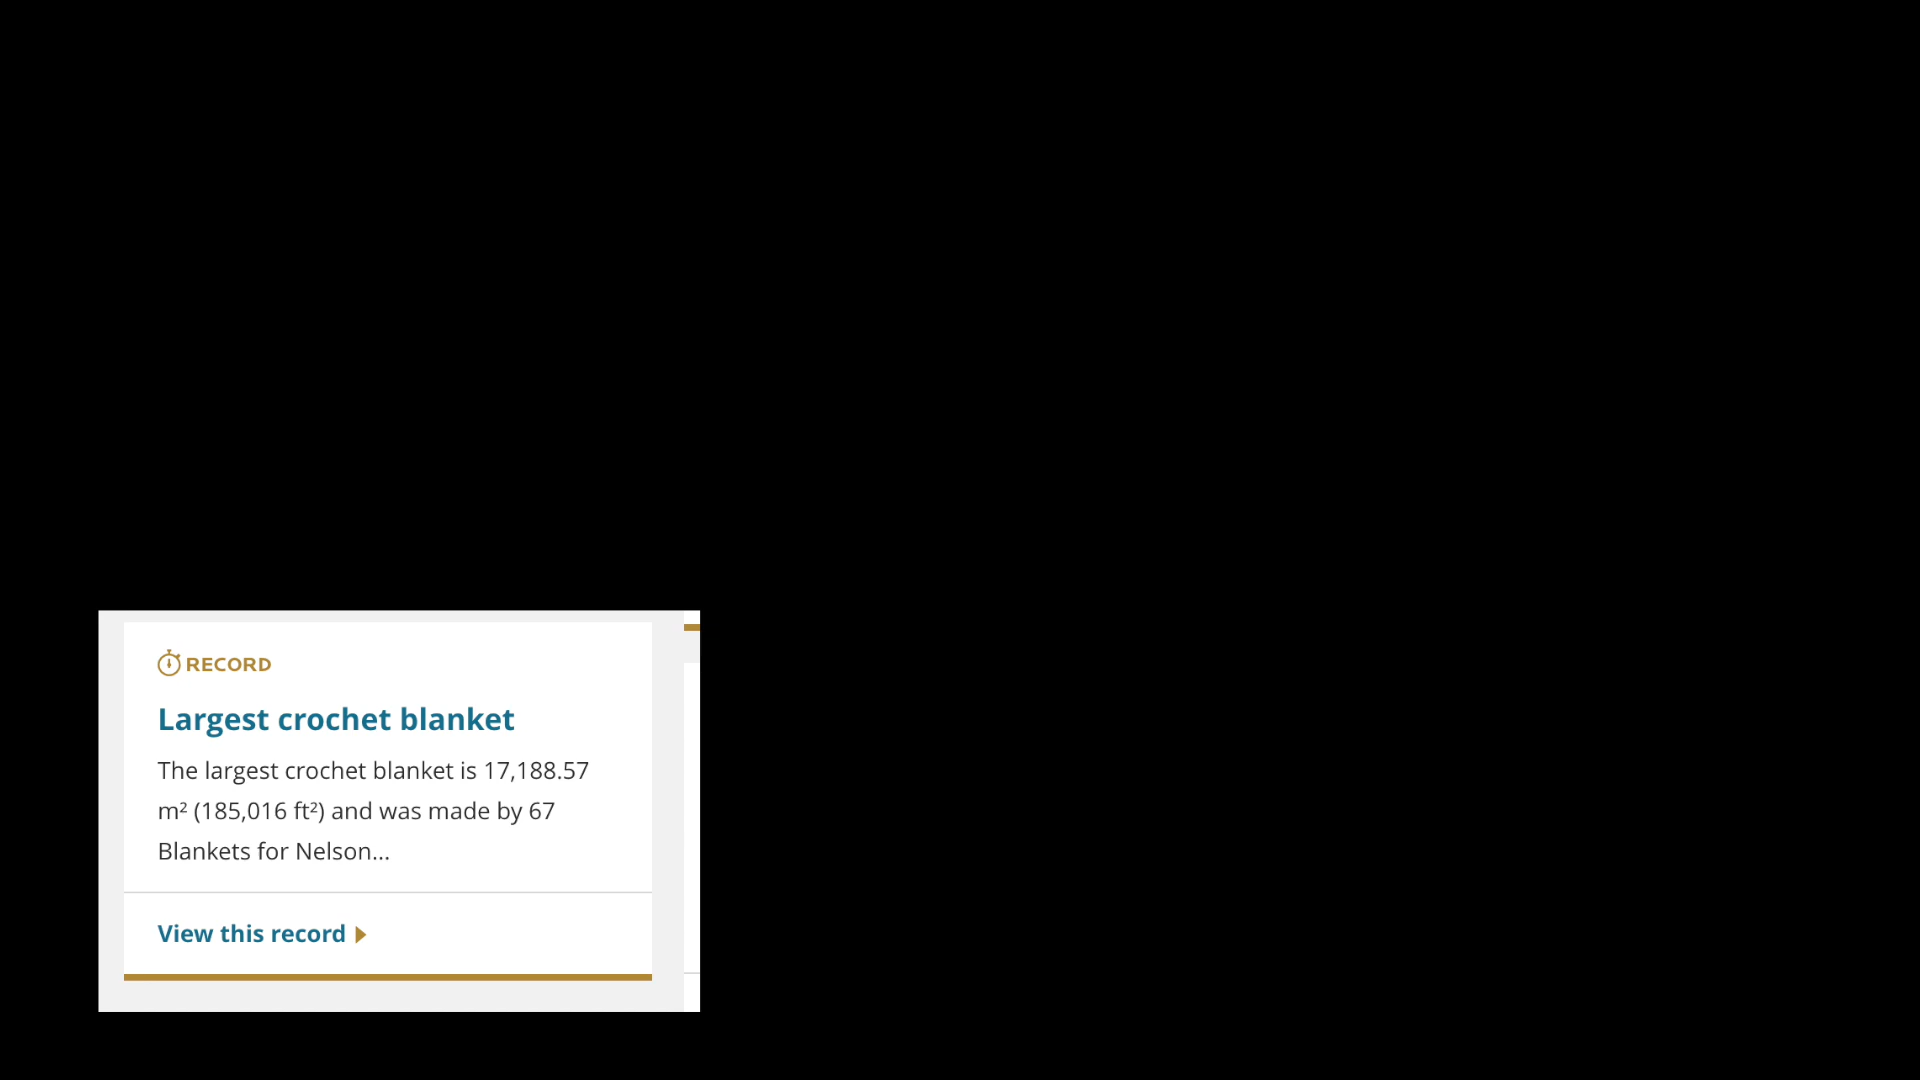 RECORD
Largest crochet blanket
The largest crochet blanket is 17,188.57
m² (185,016 ft²) and was made by 67
Blankets for Nelson...
View this record